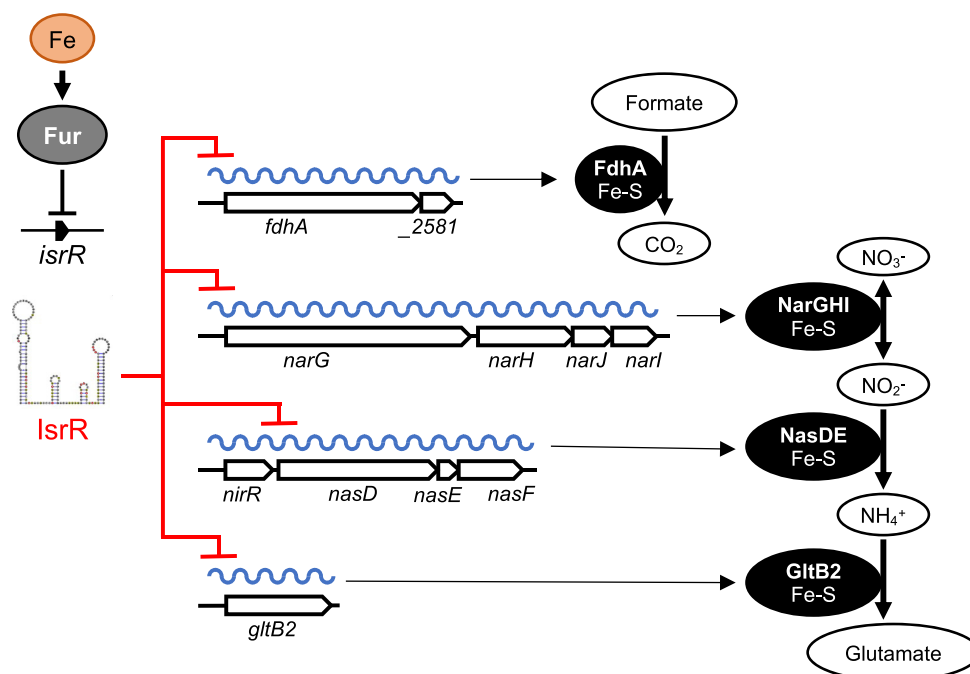 Fe
Fur
isrR
IsrR
fdhA
_2581
narG
narH
narJ
narI
nirR
nasD
nasE
nasF
gltB2
Formate
FdhA
Fe-S
CO₂
NO₃-
NarGHI
Fe-S
NO₂-
NasDE
Fe-S
NH₄⁺
GltB2
Fe-S
Glutamate